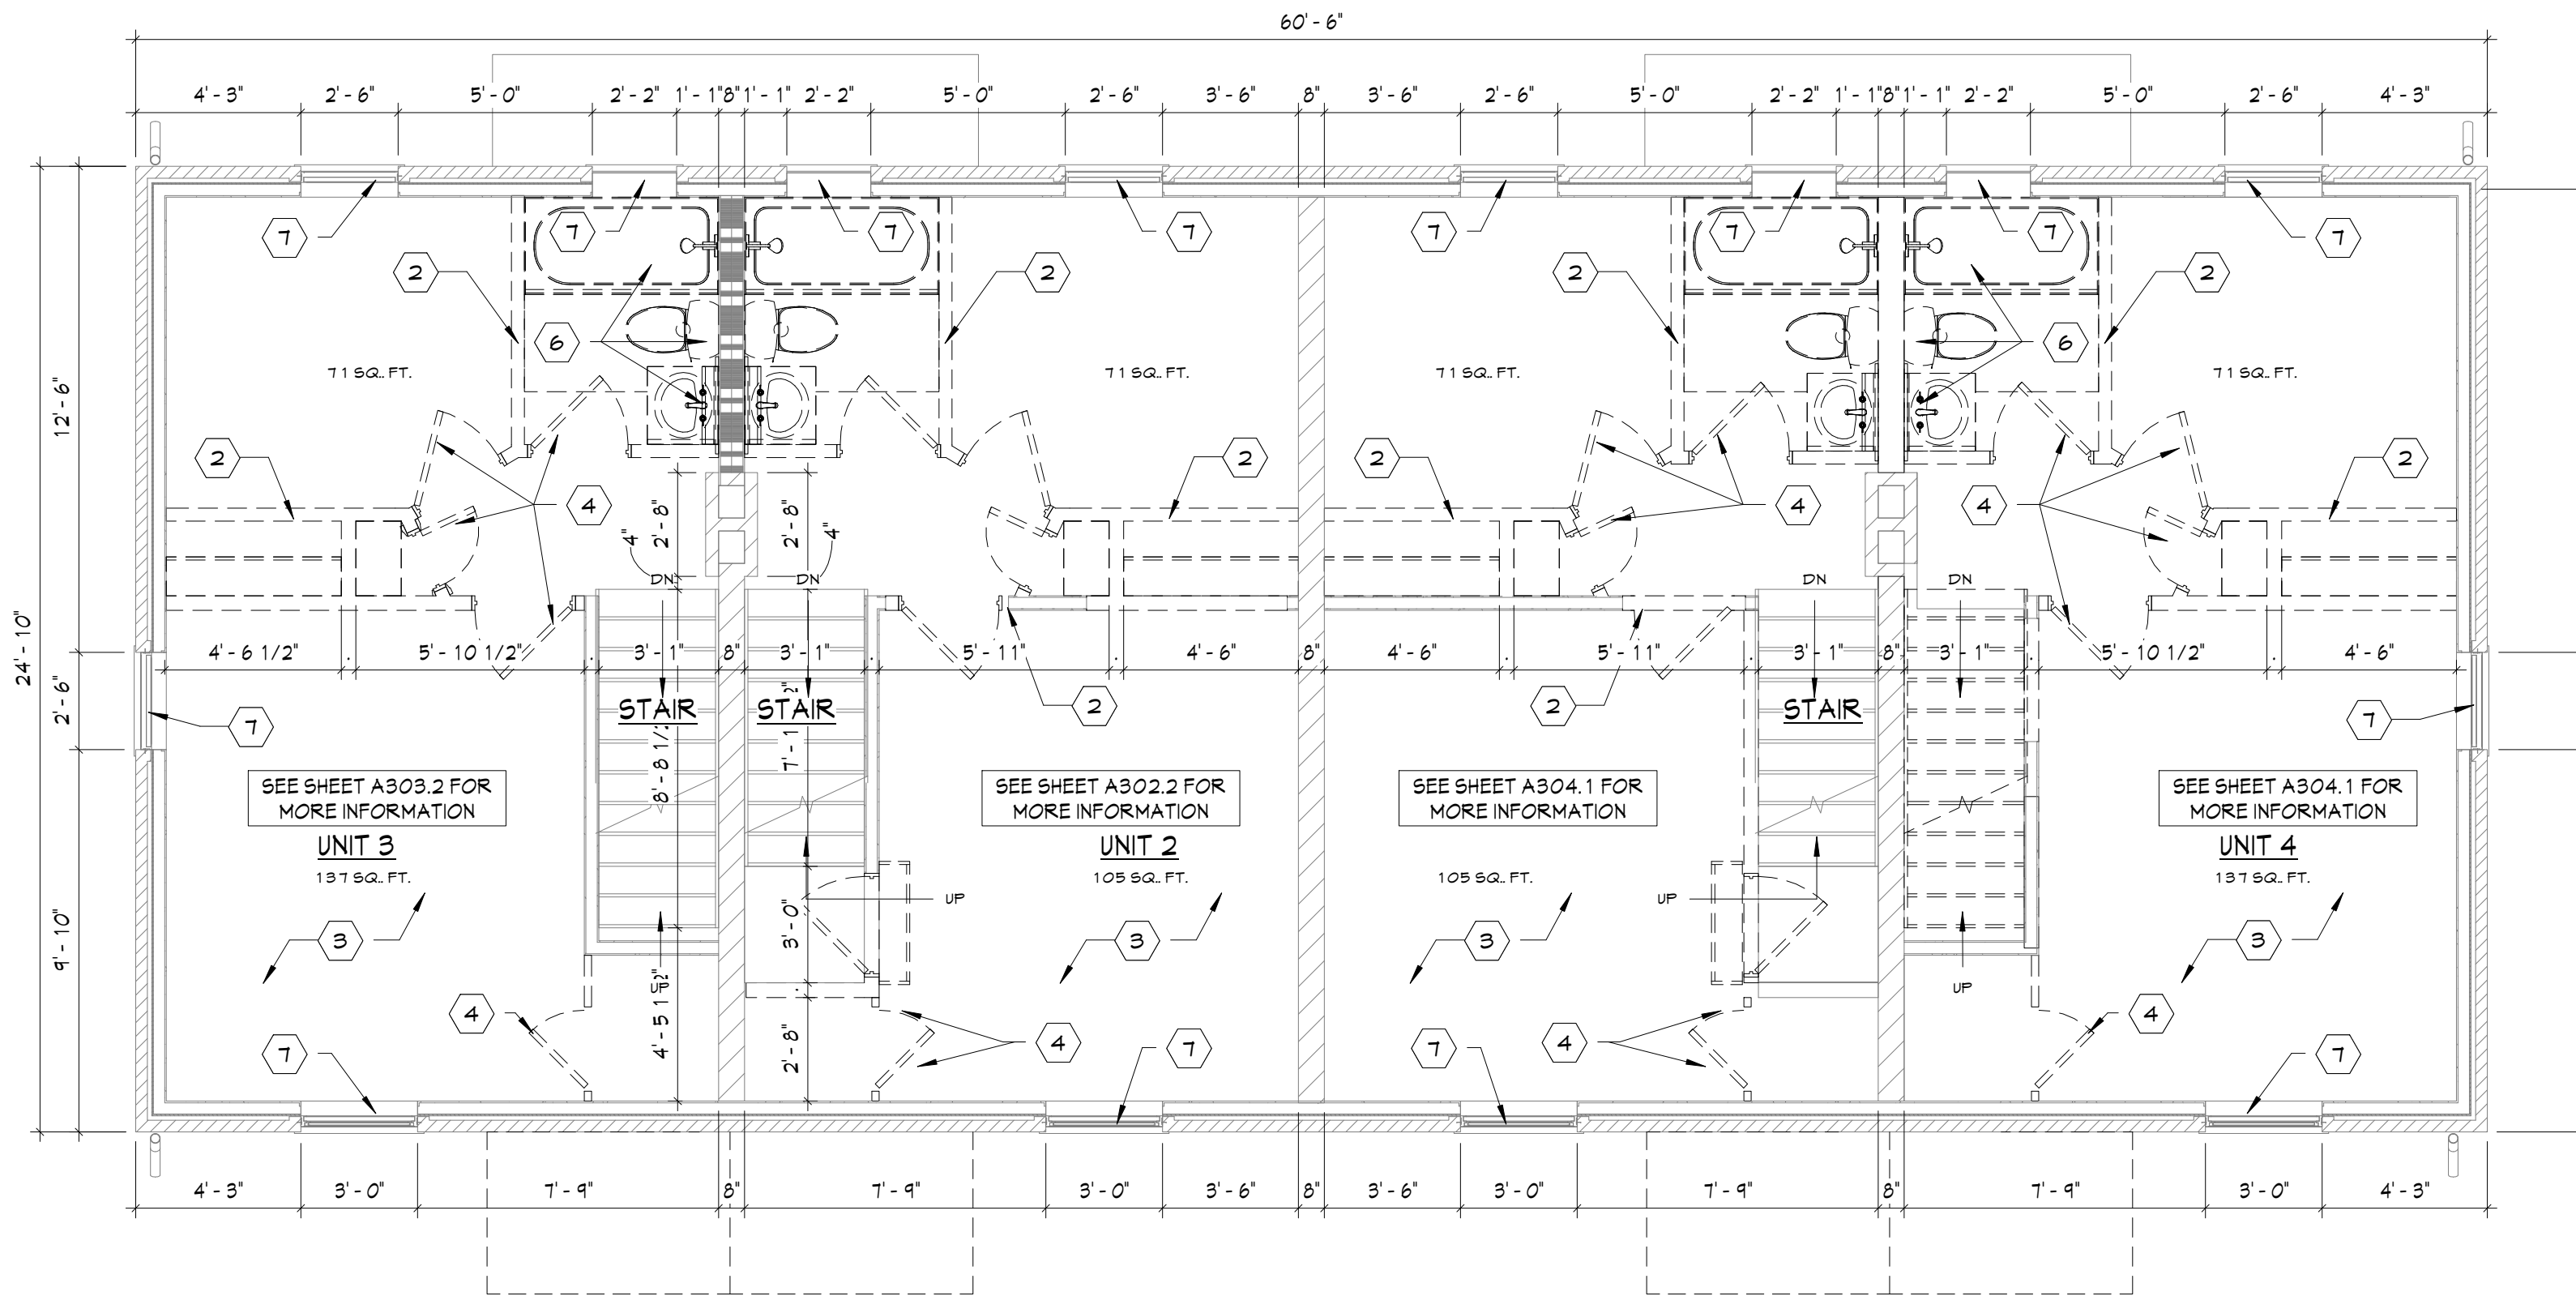 60' - 6"
4' - 3" 2' - 6" 5' - 0" 2' - 2" 1' - 1" 8" 1' - 1" 2' - 2" 5' - 0" 2' - 6" 3' - 6" 8" 3' - 6" 2' - 6" 5' - 0" 2' - 2" 1' - 1" 8" 1' - 1" 2' - 2" 5' - 0" 2' - 6" 4' - 3"
7 7 7 7 7 7 7 7
2 2 2 2
6 6
71 SQ.. FT. 71 SQ.. FT. 71 SQ.. FT. 71 SQ.. FT.
12' - 6"
2 2 2 2
4 4 4
2' - 8" 2' - 8"
4" 4"
DN DN DN DN
24' - 10"
4' - 6 1/2" 5' - 10 1/2" 3' - 1" 8" 3' - 1" 5' - 11" 4' - 6" 8" 4' - 6" 5' - 11" 3' - 1" 8" 3' - 1" 5' - 10 1/2" 4' - 6"
2' - 6"
7 STAIR STAIR 2 2 STAIR 7
8' - 8 1/2"
SEE SHEET A303.2 FOR
MORE INFORMATION
UNIT 3
137 SQ.. FT.
SEE SHEET A302.2 FOR
MORE INFORMATION
UNIT 2
105 SQ.. FT.
SEE SHEET A304.1 FOR
MORE INFORMATION
105 SQ.. FT.
SEE SHEET A304.1 FOR
MORE INFORMATION
UNIT 4
137 SQ.. FT.
UP UP
9' - 10"
3 3' - 0" 3 3 3
UP UP
4 4' - 5 1/2" 4 4 4
7 2' - 8" 7 7 7
4' - 3" 3' - 0" 7' - 9" 8" 7' - 9" 3' - 0" 3' - 6" 8" 3' - 6" 3' - 0" 7' - 9" 8" 7' - 9" 3' - 0" 4' - 3"